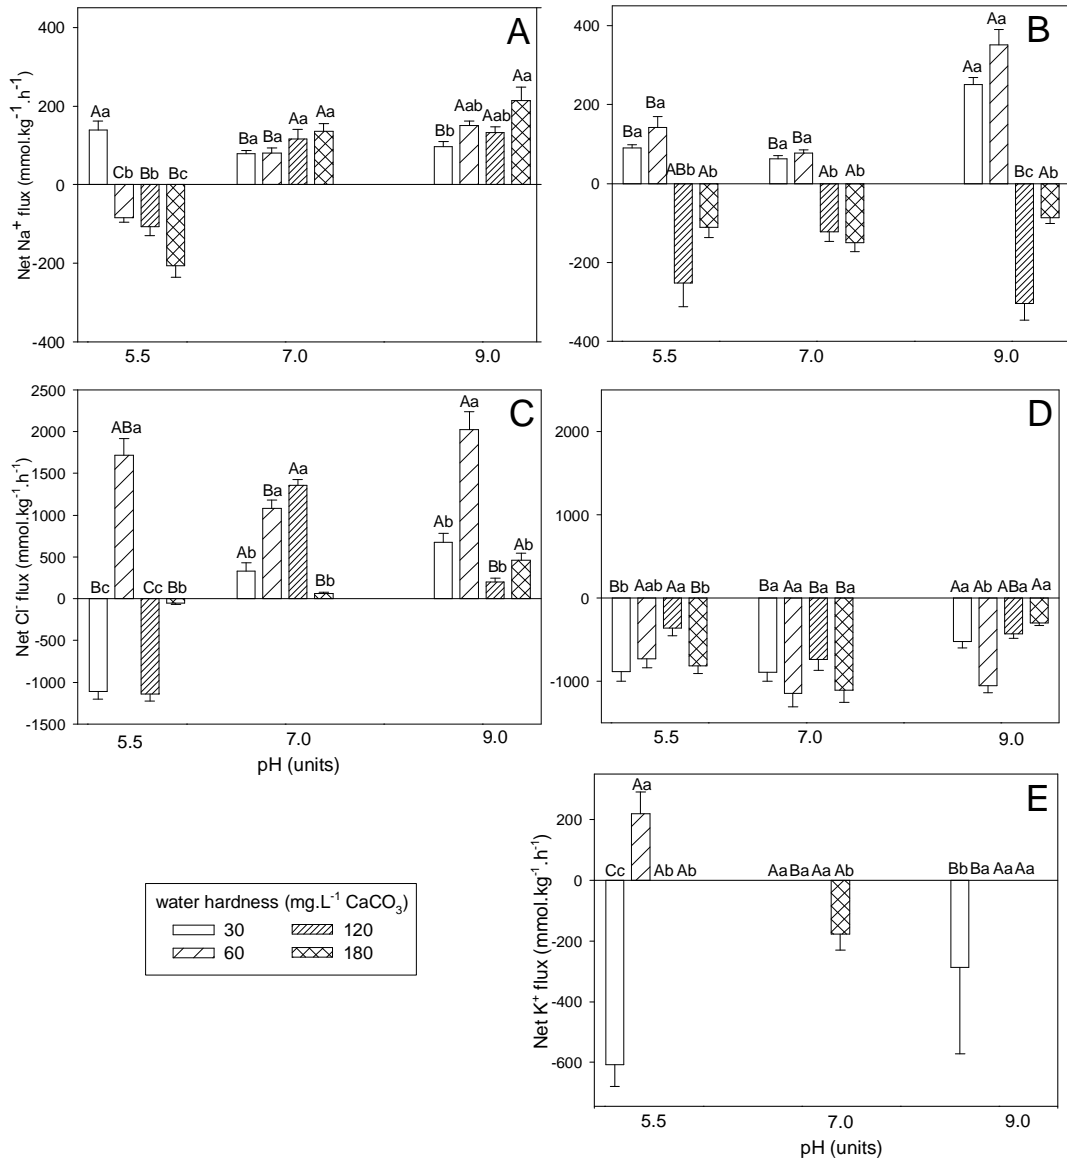 A
Net Na+ flux (mmol.kg-1.h-1)
400
200
0
-200
-400
Aa Cb Bb Bc
Ba Ba Aa Aa
Bb Aab Aab Aa
5.5 7.0 9.0
B
400
200
0
-200
-400
Ba Ba ABb Ab
Ba Ba Ab Ab
Aa Aa Bc Ab
5.5 7.0 9.0
C
Net Cl- flux (mmol.kg-1.h-1)
2500
2000
1500
1000
500
0
-500
-1000
-1500
Bc ABa Cc Bb
Ab Ba Aa Bb
Ab Aa Bb Ab
5.5 7.0 9.0
pH (units)
D
2000
1000
0
-1000
Bb Aab Aa Bb
Ba Aa Ba Ba
Aa Ab ABa Aa
5.5 7.0 9.0
E
Net K+ flux (mmol.kg-1.h-1)
200
0
-200
-400
-600
Cc Aa Ab Ab
Aa Ba Aa Ab
Bb Ba Aa Aa
5.5 7.0 9.0
pH (units)
water hardness (mg.L-1 CaCO3)
30 120
60 180